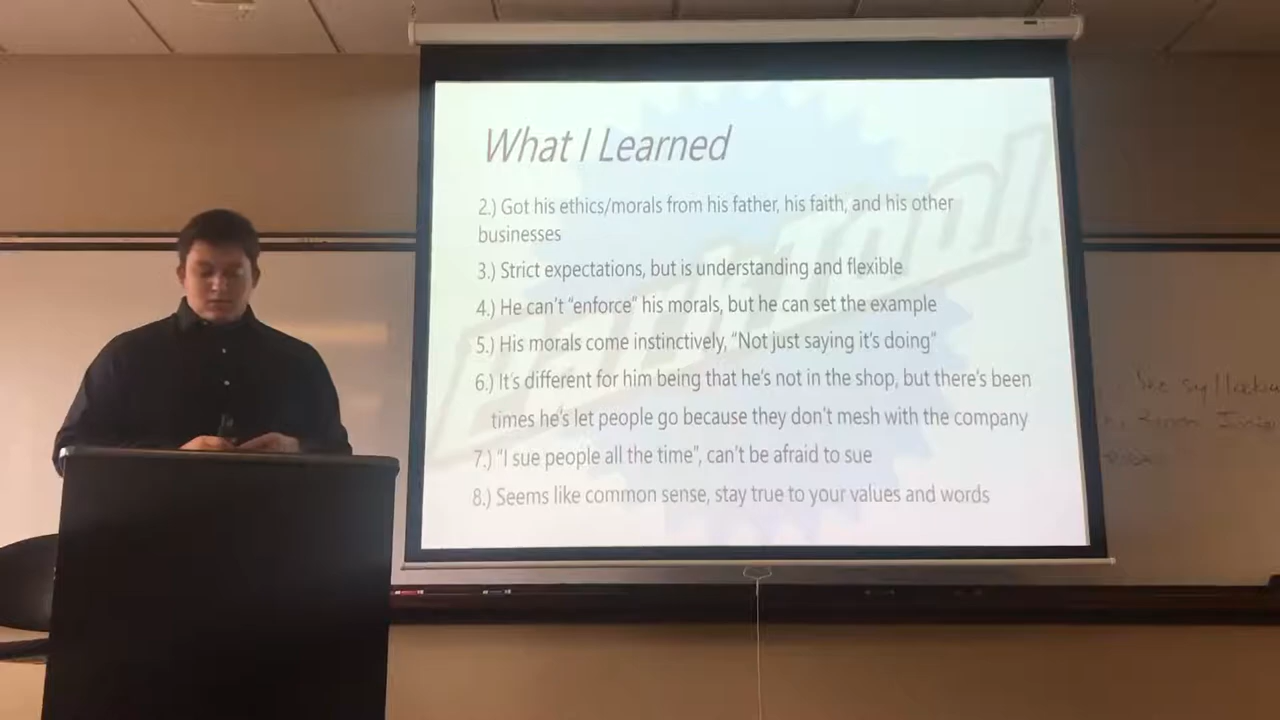 What I Learned
2.) Got his ethics/morals from his father, his faith, and his other
businesses
3.) Strict expectations, but is understanding and flexible
4.) He can't “enforce” his morals, but he can set the example
5.) His morals come instinctively, “Not just saying it's doing”
6.) It's different for him being that he's not in the shop, but there's been
times he's let people go because they don't mesh with the company
7.) “I sue people all the time”, can't be afraid to sue
8.) Seems like common sense, stay true to your values and words
Tool
the syllabu